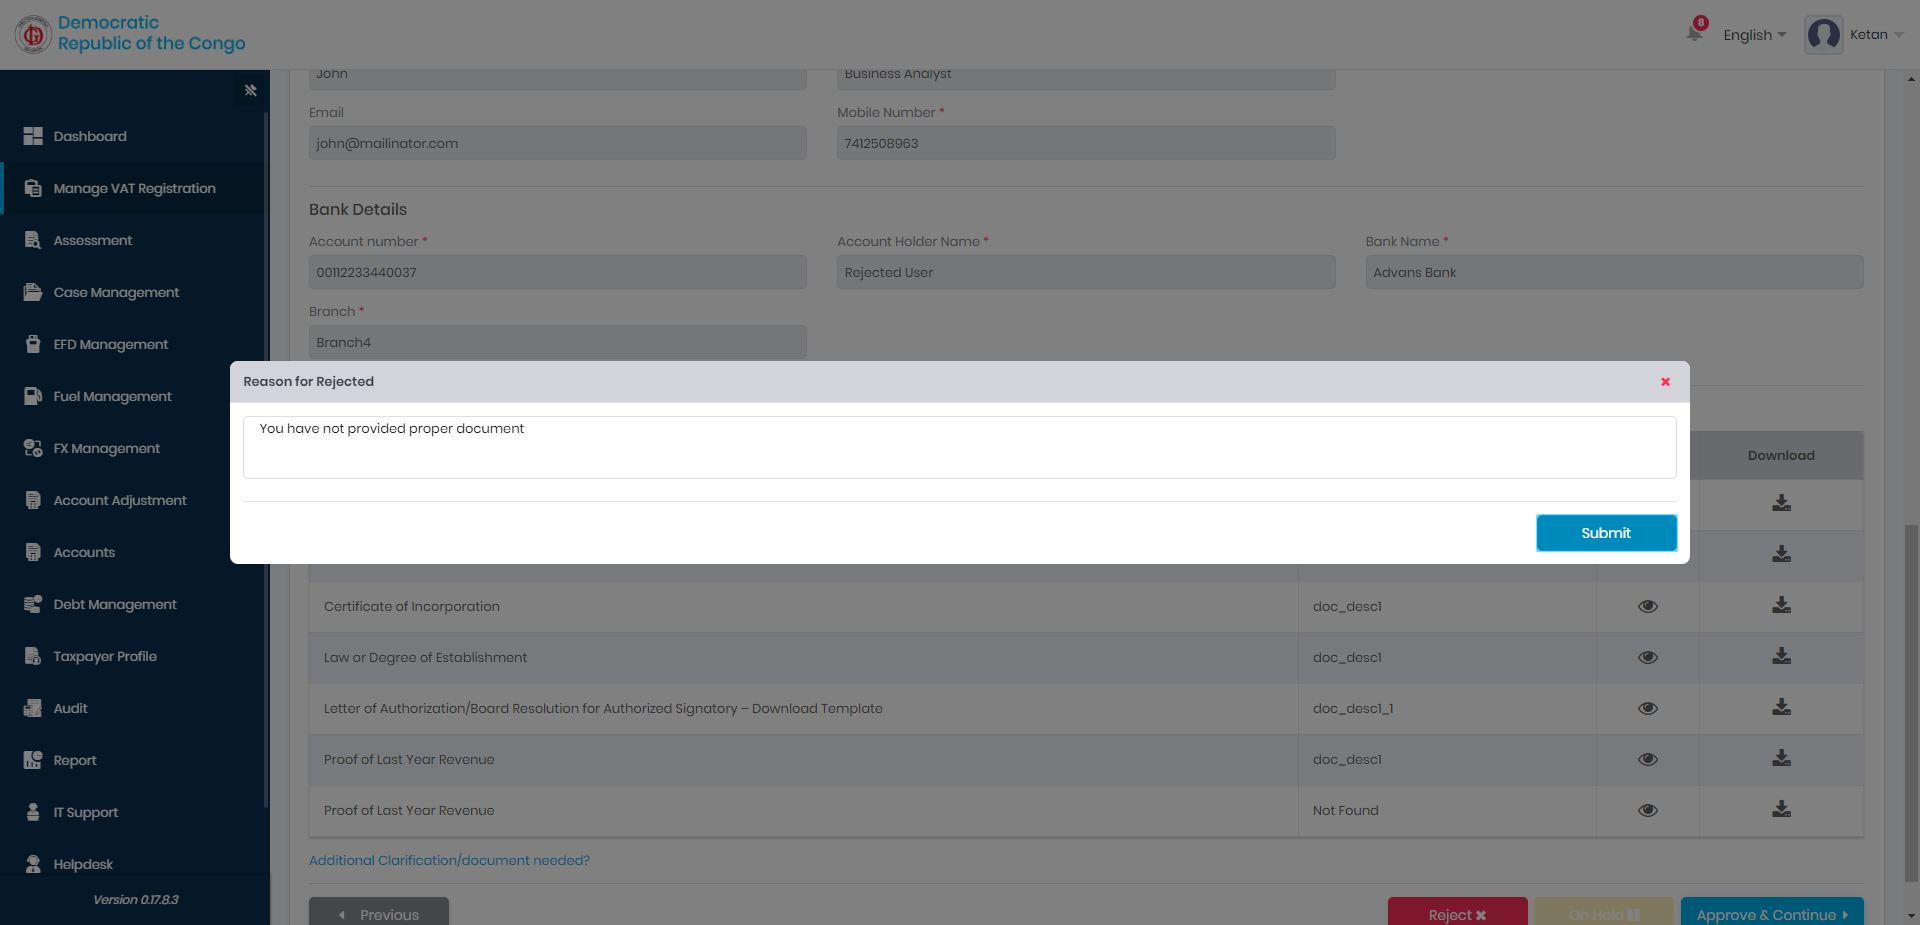 Democratic
Republic of the Congo
8
English
Ketan
Dashboard
Manage VAT Registration
Assessment
Case Management
EFD Management
Fuel Management
FX Management
Account Adjustment
Accounts
Debt Management
Taxpayer Profile
Audit
Report
IT Support
Helpdesk
Version 0.17.8.3
John
Business Analyst
Email
Mobile Number *
john@mailinator.com
7412508963
Bank Details
Account number *
Account Holder Name *
Bank Name *
00112233440037
Rejected User
Advans Bank
Branch *
Branch4
Reason for Rejected
You have not provided proper document
Submit
Download
Certificate of Incorporation
doc_desc1
Law or Degree of Establishment
doc_desc1
Letter of Authorization/Board Resolution for Authorized Signatory – Download Template
doc_desc1_1
Proof of Last Year Revenue
doc_desc1
Proof of Last Year Revenue
Not Found
Additional Clarification/document needed?
Previous
Reject
On Hold
Approve & Continue